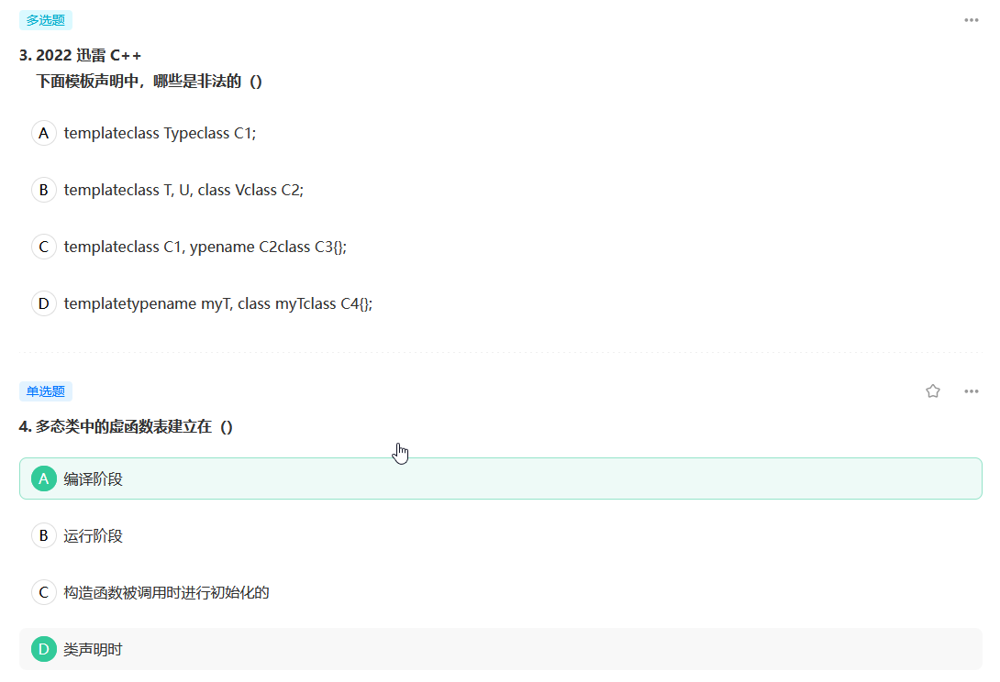 多选题
3. 2022 迅雷 C++
下面模板声明中，哪些是非法的（）
A templateclass Typeclass C1;
B templateclass T, U, class Vclass C2;
C templateclass C1, ypename C2class C3{};
D templatetypename myT, class myTclass C4{};
单选题
4. 多态类中的虚函数表建立在（）
A 编译阶段
B 运行阶段
C 构造函数被调用时进行初始化的
D 类声明时